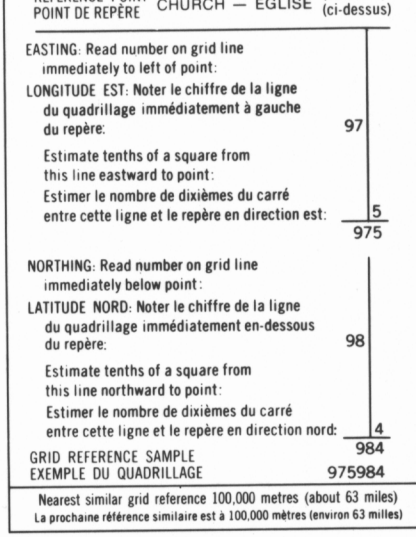 POINT DE REPÈRE CHURCH — EGLISE (ci-dessus)
EASTING: Read number on grid line
immediately to left of point:
LONGITUDE EST: Noter le chiffre de la ligne
du quadrillage immédiatement à gauche
du repère: 97
Estimate tenths of a square from
this line eastward to point:
Estimer le nombre de dixièmes du carré
entre cette ligne et le repère en direction est: 5
975
NORTHING: Read number on grid line
immediately below point:
LATITUDE NORD: Noter le chiffre de la ligne
du quadrillage immédiatement en-dessous
du repère: 98
Estimate tenths of a square from
this line northward to point:
Estimer le nombre de dixièmes du carré
entre cette ligne et le repère en direction nord: 4
984
GRID REFERENCE SAMPLE
EXEMPLE DU QUADRILLAGE 975984
Nearest similar grid reference 100,000 metres (about 63 miles)
La prochaine référence similaire est à 100,000 mètres (environ 63 milles)